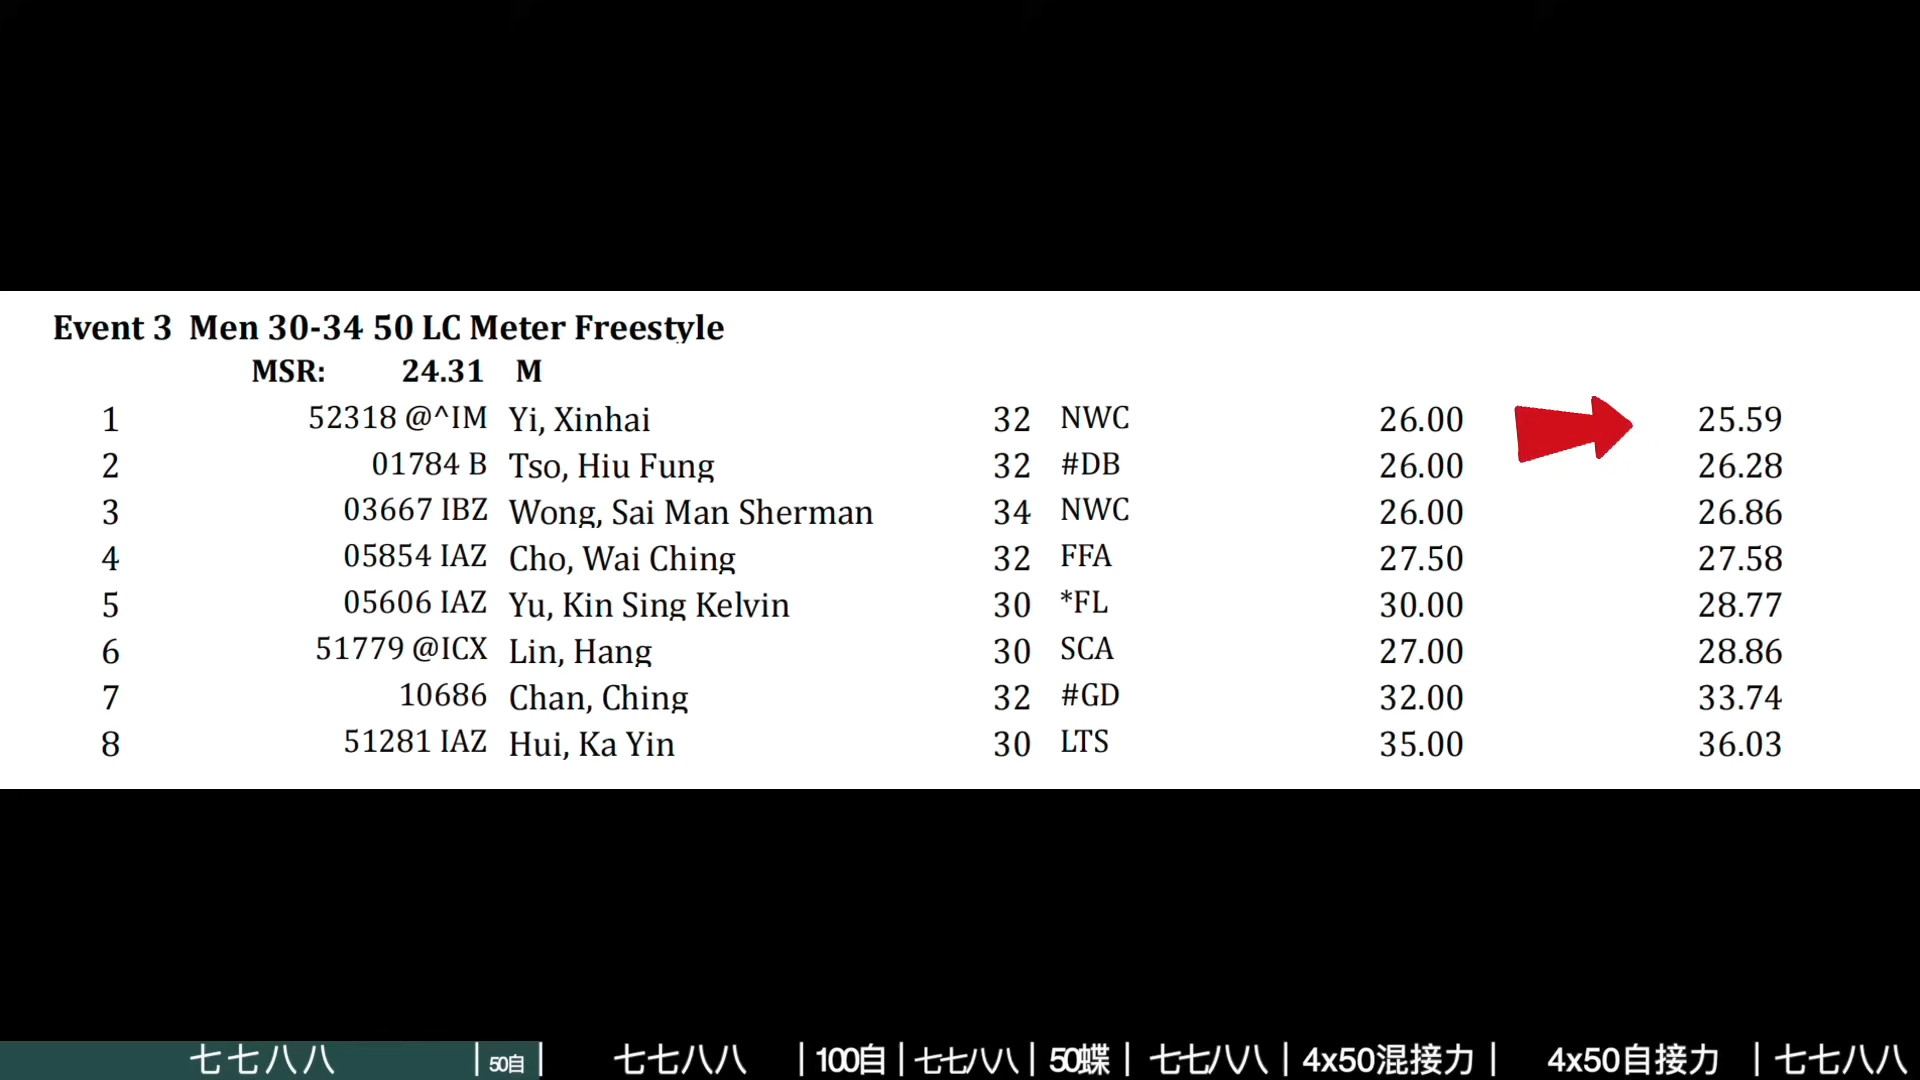 Event 3 Men 30-34 50 LC Meter Freestyle
MSR: 24.31 M
1 52318 @^IM Yi, Xinhai 32 NWC 26.00 25.59
2 01784 B Tso, Hiu Fung 32 #DB 26.00 26.28
3 03667 IBZ Wong, Sai Man Sherman 34 NWC 26.00 26.86
4 05854 IAZ Cho, Wai Ching 32 FFA 27.50 27.58
5 05606 IAZ Yu, Kin Sing Kelvin 30 *FL 30.00 28.77
6 51779 @ICX Lin, Hang 30 SCA 27.00 28.86
7 10686 Chan, Ching 32 #GD 32.00 33.74
8 51281 IAZ Hui, Ka Yin 30 LTS 35.00 36.03
七七八八 |50自| 七七八八 |100自|七七八八|50蝶| 七七八八|4x50混接力| 4x50自接力 |七七八八